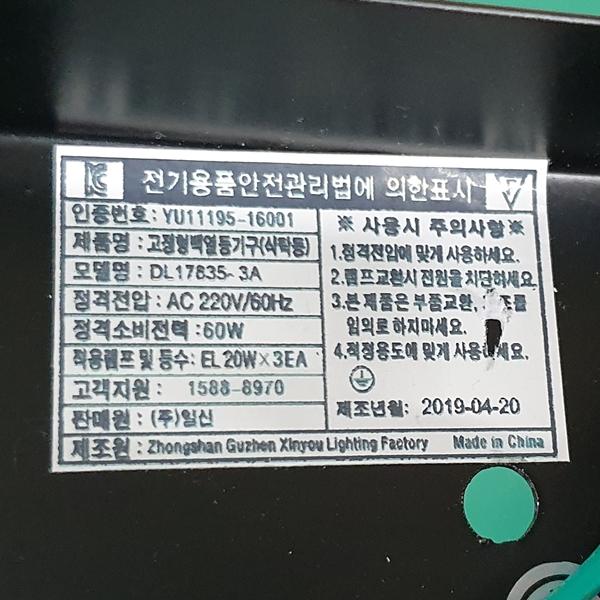 전기용품안전관리법에 의한표시
인증번호: YU11195-16001
제품명: 고정형백열등기구(식탁등)
모델명: DL17835-3A
정격전압: AC 220V/60Hz
정격소비전력: 60W
적용램프 및 등수: EL 20W×3EA
고객지원: 1588-8970
판매원: (주)일신
제조원: Zhongshan Guzhen Xinyou Lighting Factory Made in China
※ 사용시 주의사항 ※
1.정격전압에 맞게 사용하세요.
2.램프교환시 전원을 차단하세요.
3.본 제품은 부품교환,
임의로 하지마세요.
4.적정용도에 맞게 사용하세요.
제조년월: 2019-04-20